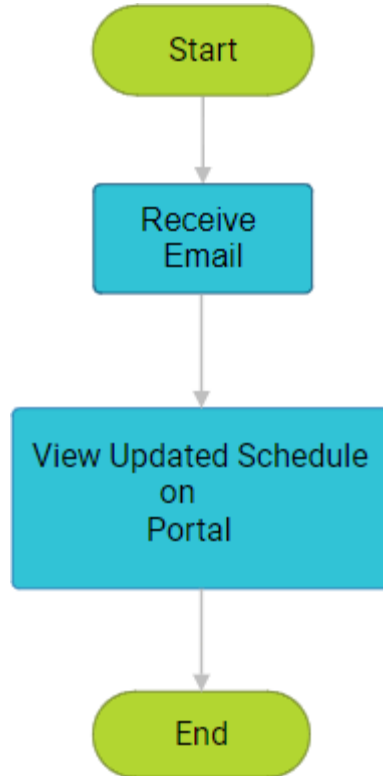 Start
Receive
Email
View Updated Schedule
on
Portal
End